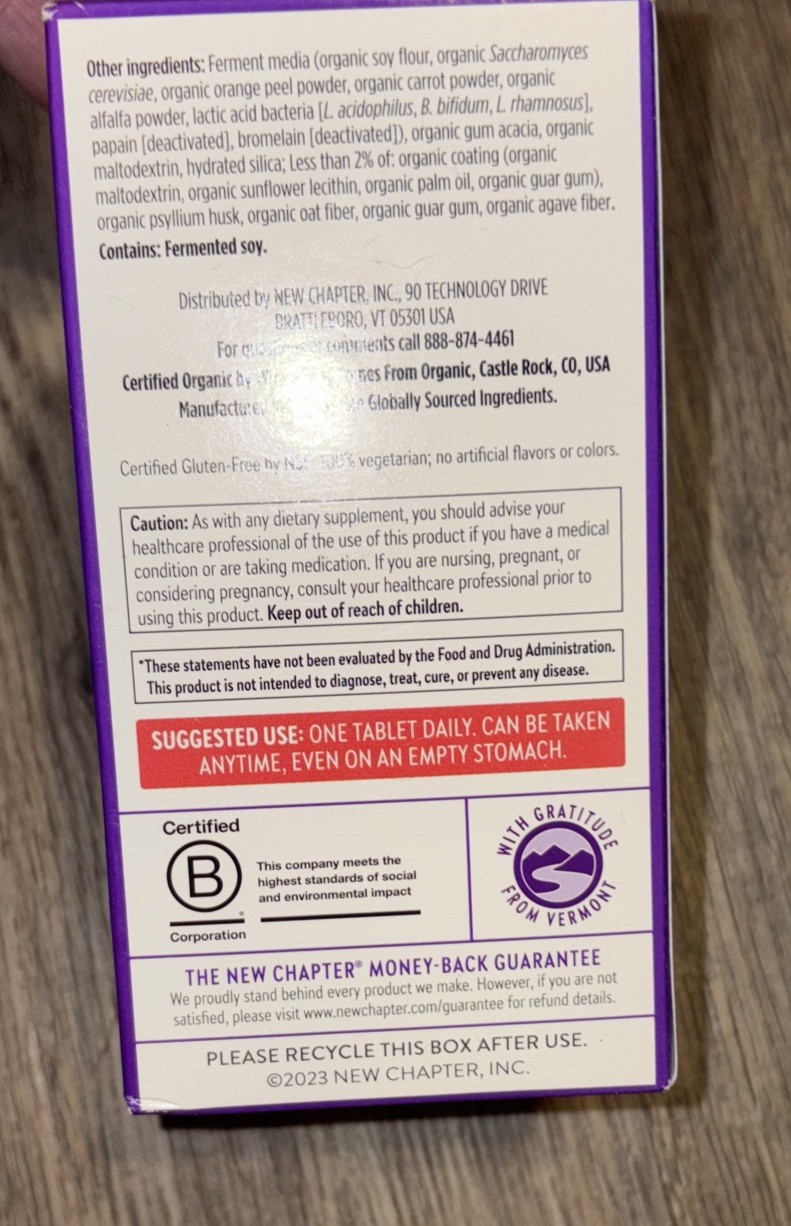 Other ingredients: Ferment media (organic soy flour, organic Saccharomyces
cerevisiae, organic orange peel powder, organic carrot powder, organic
alfalfa powder, lactic acid bacteria [L. acidophilus, B. bifidum, L. rhamnosus],
papain [deactivated], bromelain [deactivated]), organic gum acacia, organic
maltodextrin, hydrated silica; Less than 2% of: organic coating (organic
maltodextrin, organic sunflower lecithin, organic palm oil, organic guar gum),
organic psyllium husk, organic oat fiber, organic guar gum, organic agave fiber.
Contains: Fermented soy.
Distributed by NEW CHAPTER, INC., 90 TECHNOLOGY DRIVE
BRATTLEBORO, VT 05301 USA
For comments call 888-874-4461
Certified Organic by From Organic, Castle Rock, CO, USA
Globally Sourced Ingredients.
Certified Gluten-Free by NSF. 100% vegetarian; no artificial flavors or colors.
Caution: As with any dietary supplement, you should advise your
healthcare professional of the use of this product if you have a medical
condition or are taking medication. If you are nursing, pregnant, or
considering pregnancy, consult your healthcare professional prior to
using this product. Keep out of reach of children.
*These statements have not been evaluated by the Food and Drug Administration.
This product is not intended to diagnose, treat, cure, or prevent any disease.
SUGGESTED USE: ONE TABLET DAILY. CAN BE TAKEN
ANYTIME, EVEN ON AN EMPTY STOMACH.
Certified
B
®
Corporation
This company meets the
highest standards of social
and environmental impact
WITH GRATITUDE
FROM VERMONT
THE NEW CHAPTER® MONEY-BACK GUARANTEE
We proudly stand behind every product we make. However, if you are not
satisfied, please visit www.newchapter.com/guarantee for refund details.
PLEASE RECYCLE THIS BOX AFTER USE.
©2023 NEW CHAPTER, INC.